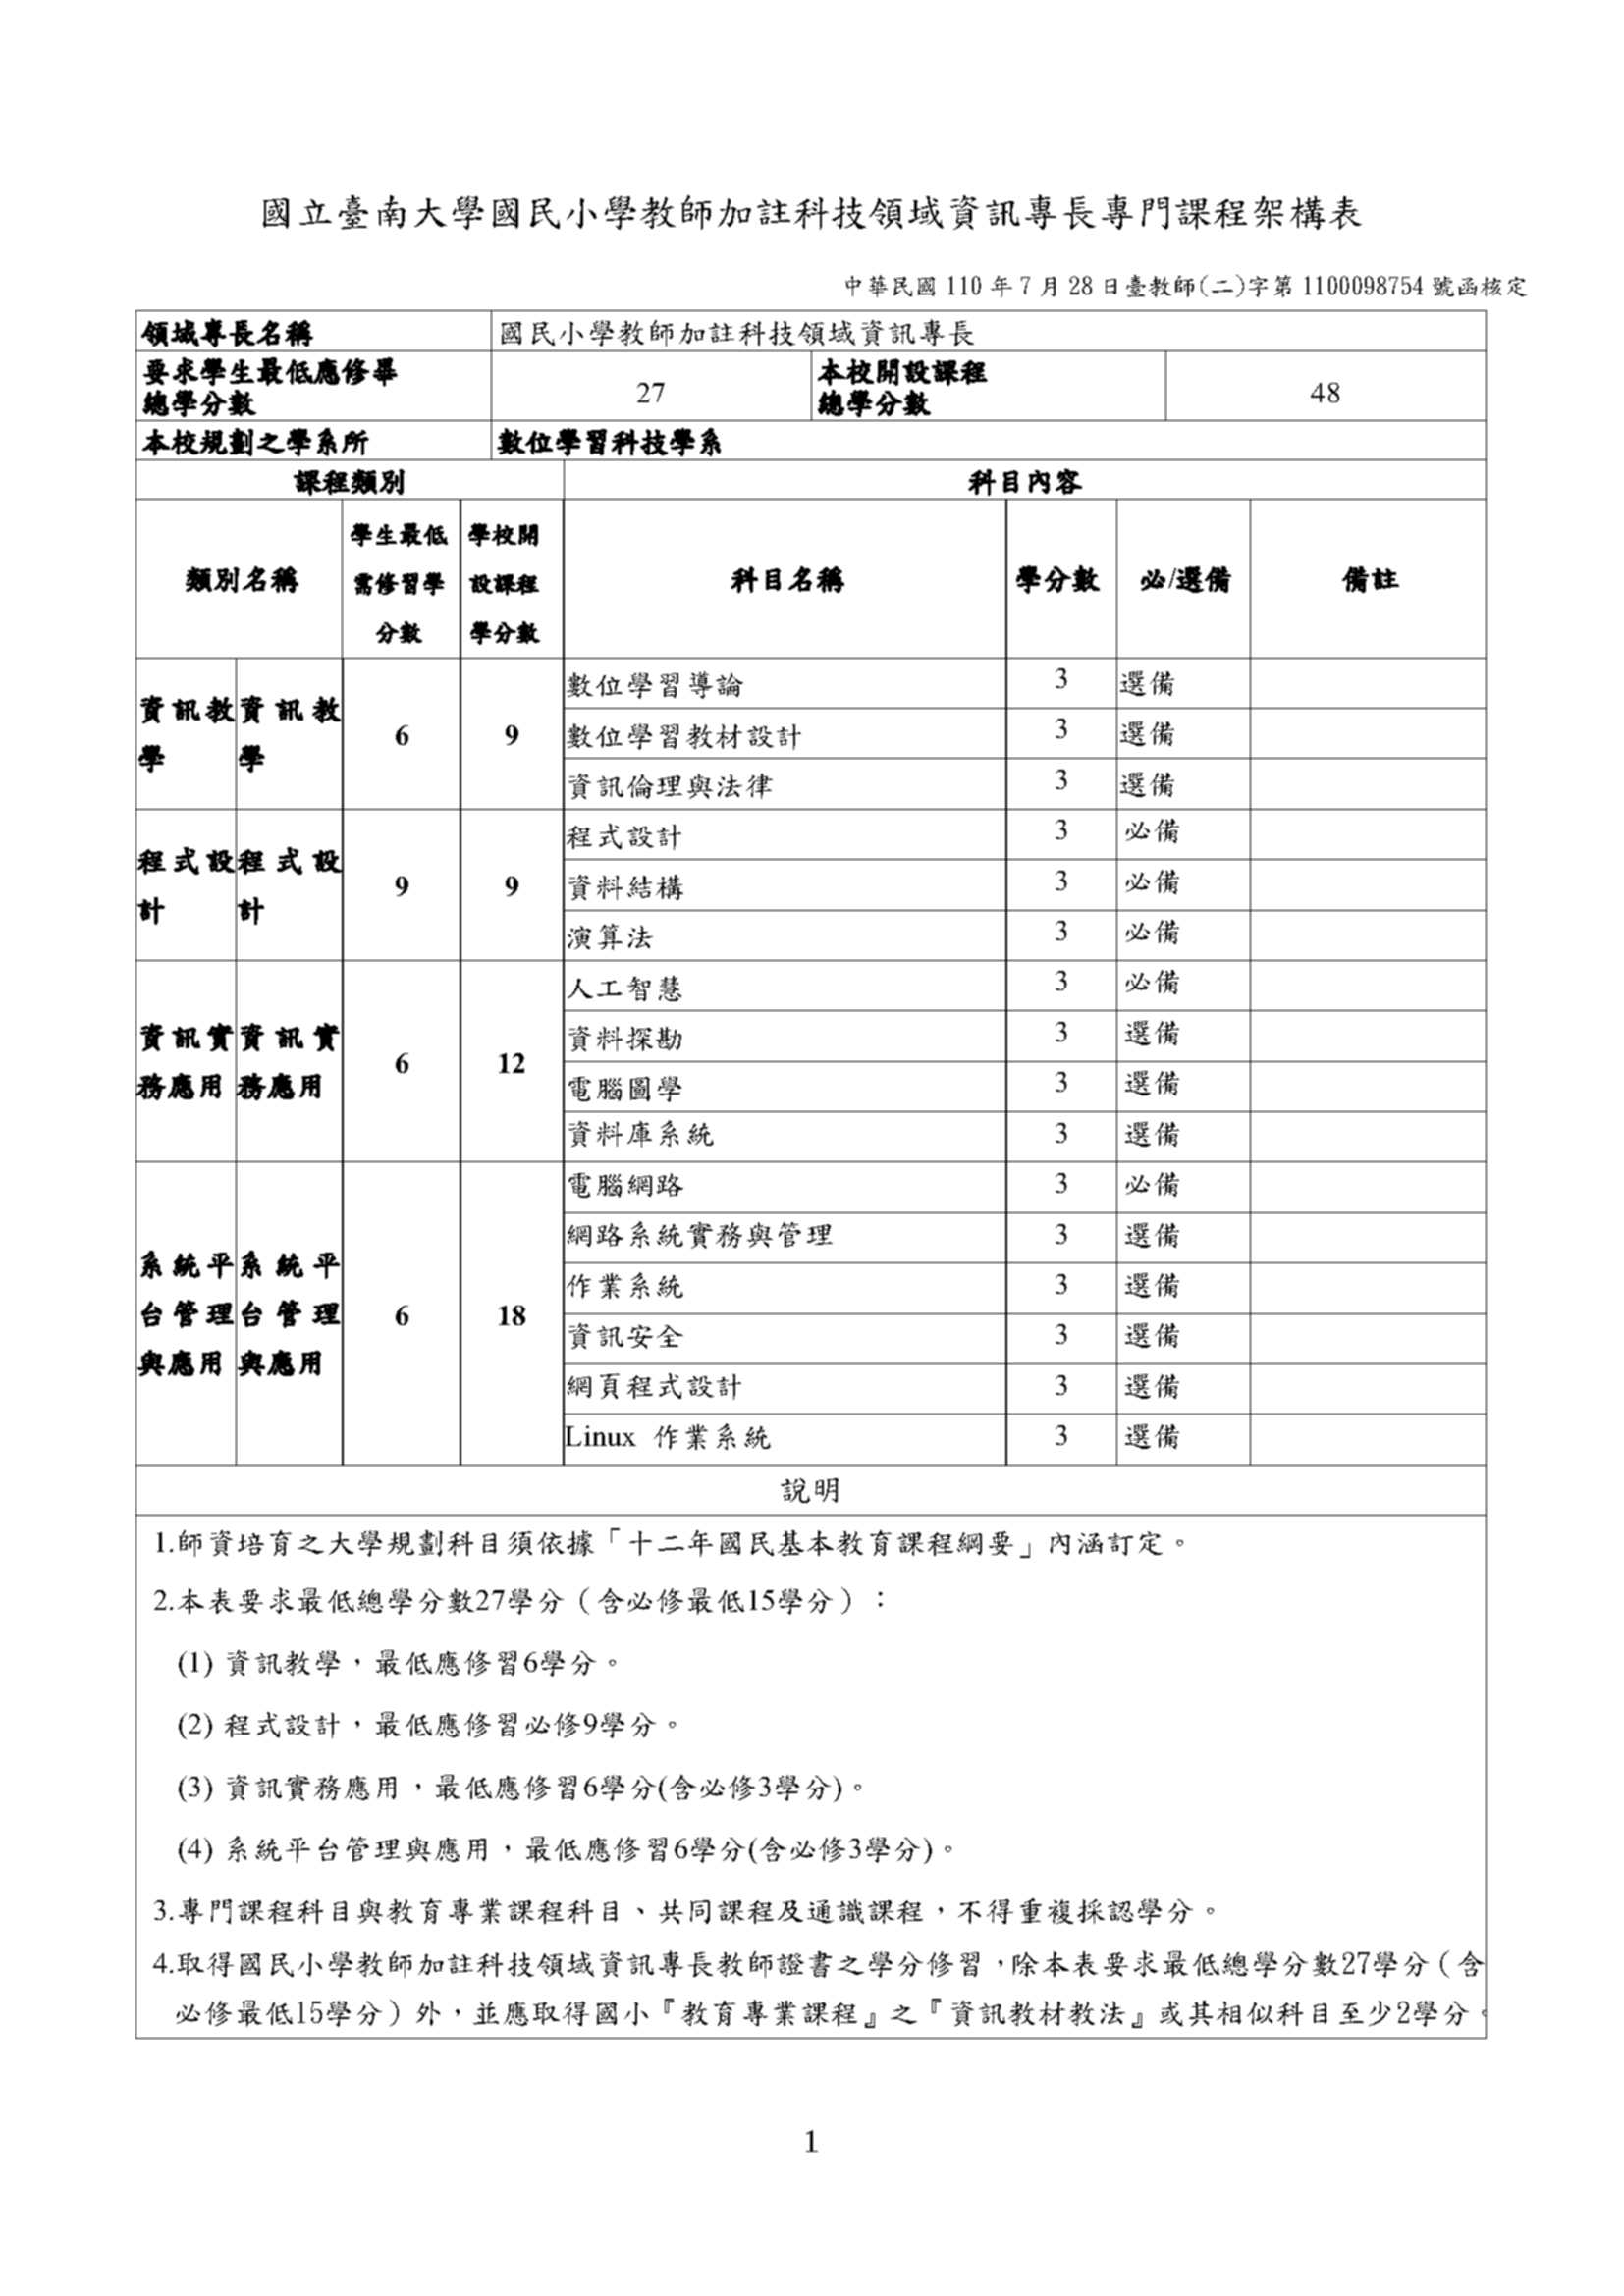 國立臺南大學國民小學教師加註科技領域資訊專長專門課程架構表
中華民國 110 年 7 月 28 日臺教師(二)字第 1100098754 號函核定
領域專長名稱 國民小學教師加註科技領域資訊專長
要求學生最低應修畢
總學分數
27
本校開設課程
總學分數
48
本校規劃之學系所 數位學習科技學系
課程類別 科目內容
類別名稱
學生最低
需修習學
分數
學校開
設課程
學分數
科目名稱 學分數 必/選備 備註
資訊教
學
資訊教
學
6 9
數位學習導論 3 選備
數位學習教材設計 3 選備
資訊倫理與法律 3 選備
程式設
計
程式設
計
9 9
程式設計 3 必備
資料結構 3 必備
演算法 3 必備
資訊實
務應用
資訊實
務應用
6 12
人工智慧 3 必備
資料探勘 3 選備
電腦圖學 3 選備
資料庫系統 3 選備
系統平
台管理
與應用
系統平
台管理
與應用
6 18
電腦網路 3 必備
網路系統實務與管理 3 選備
作業系統 3 選備
資訊安全 3 選備
網頁程式設計 3 選備
Linux 作業系統 3 選備
說明
1.師資培育之大學規劃科目須依據「十二年國民基本教育課程綱要」內涵訂定。
2.本表要求最低總學分數27學分（含必修最低15學分）：
(1) 資訊教學，最低應修習6學分。
(2) 程式設計，最低應修習必修9學分。
(3) 資訊實務應用，最低應修習6學分(含必修3學分)。
(4) 系統平台管理與應用，最低應修習6學分(含必修3學分)。
3.專門課程科目與教育專業課程科目、共同課程及通識課程，不得重複採認學分。
4.取得國民小學教師加註科技領域資訊專長教師證書之學分修習，除本表要求最低總學分數27學分（含
必修最低15學分）外，並應取得國小『教育專業課程』之『資訊教材教法』或其相似科目至少2學分。
1